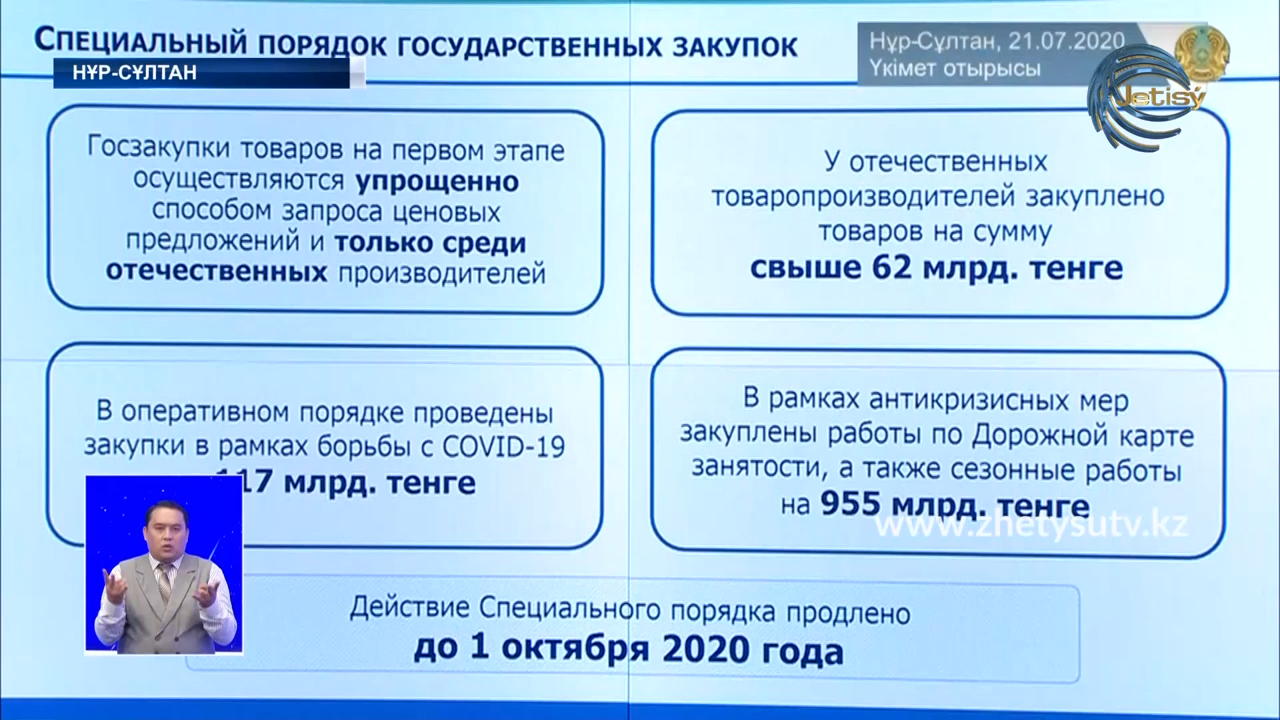 Специальный порядок государственных закупок
НҰР-СҰЛТАН
Нұр-Сұлтан, 21.07.2020
Үкімет отырысы
Jetisý
Госзакупки товаров на первом этапе
осуществляются упрощенно
способом запроса ценовых
предложений и только среди
отечественных производителей
У отечественных
товаропроизводителей закуплено
товаров на сумму
свыше 62 млрд. тенге
В оперативном порядке проведены
закупки в рамках борьбы с COVID-19
117 млрд. тенге
В рамках антикризисных мер
закуплены работы по Дорожной карте
занятости, а также сезонные работы
на 955 млрд. тенге
www.zhetysutv.kz
Действие Специального порядка продлено
до 1 октября 2020 года